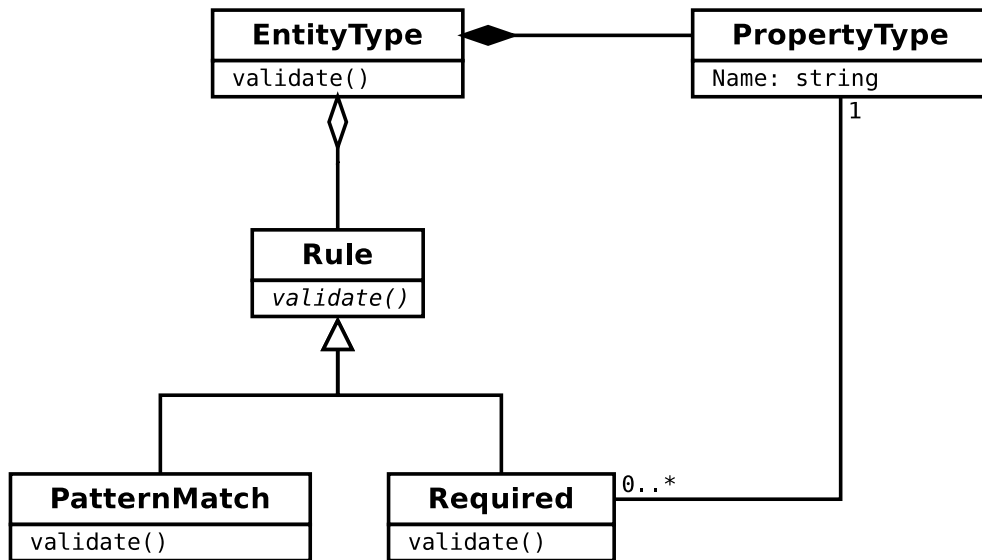 EntityType
validate()
PropertyType
Name: string
1
Rule
validate()
PatternMatch
validate()
Required
validate()
0..*